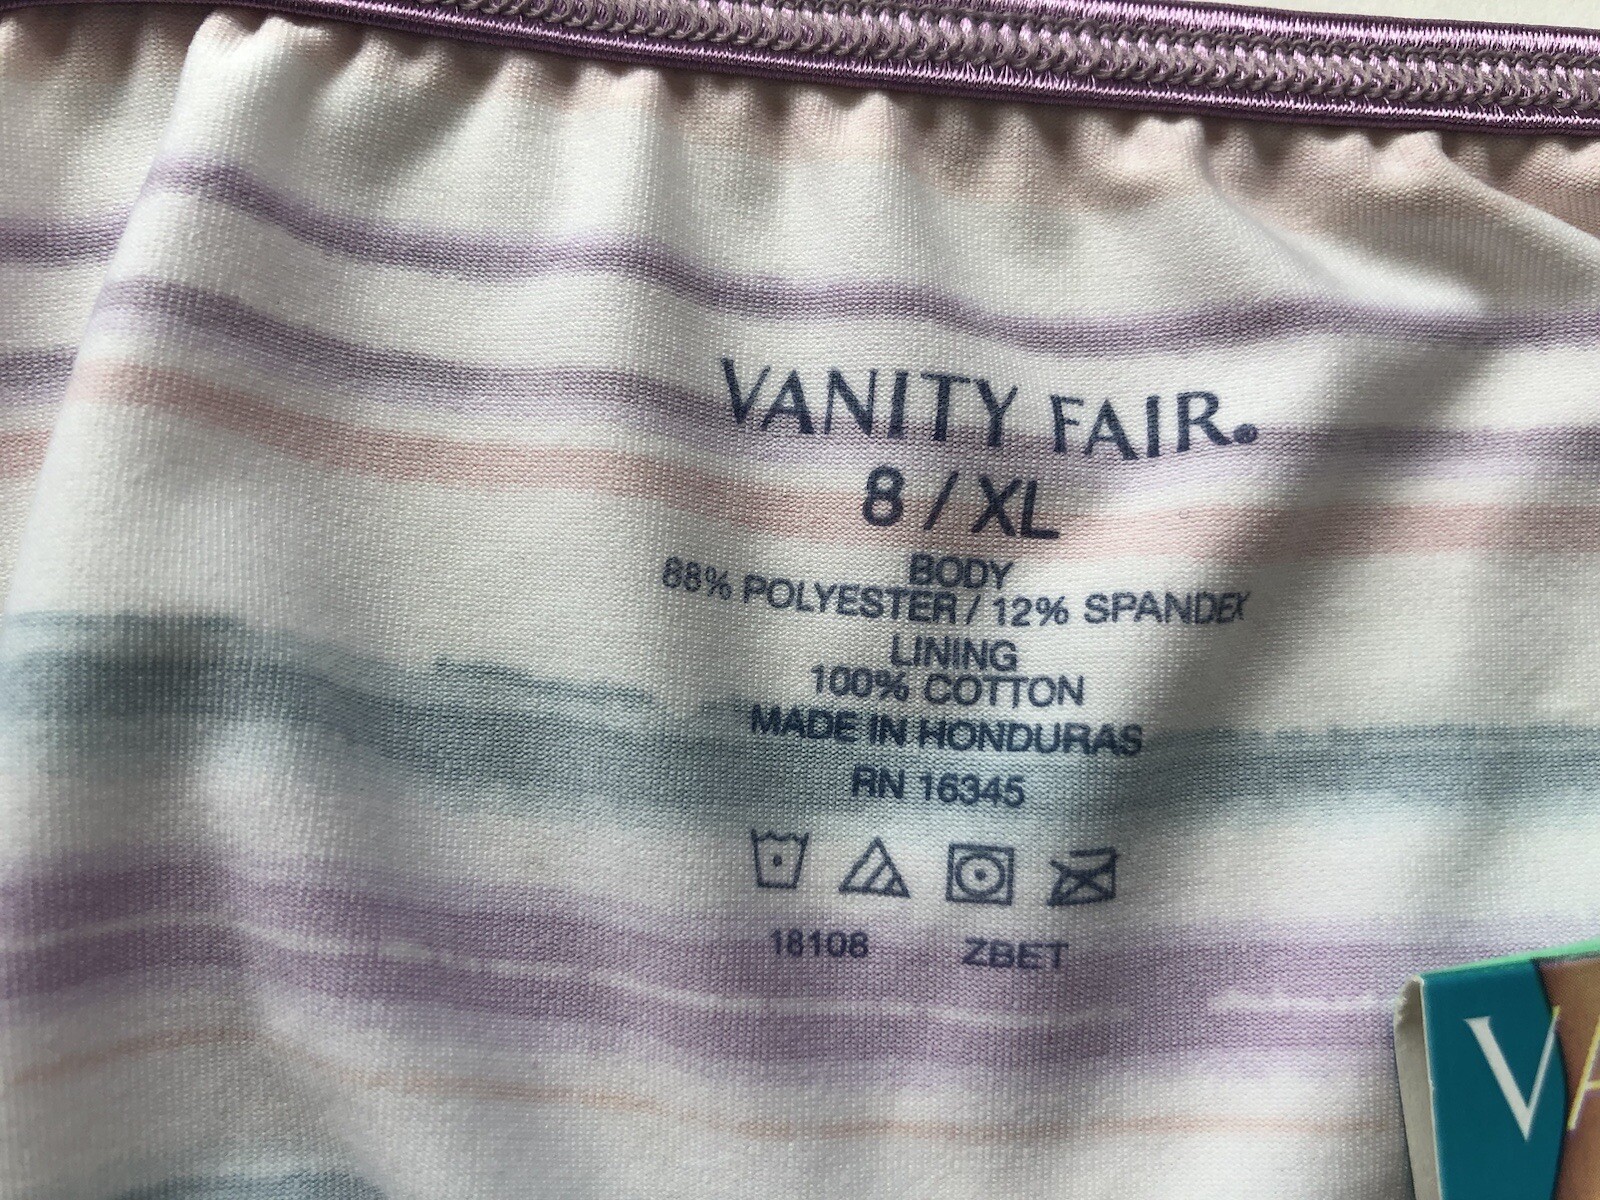 VANITY FAIR®
8 / XL
BODY
88% POLYESTER / 12% SPANDEX
LINING
100% COTTON
MADE IN HONDURAS
RN 16345
18108 ZBET
VA